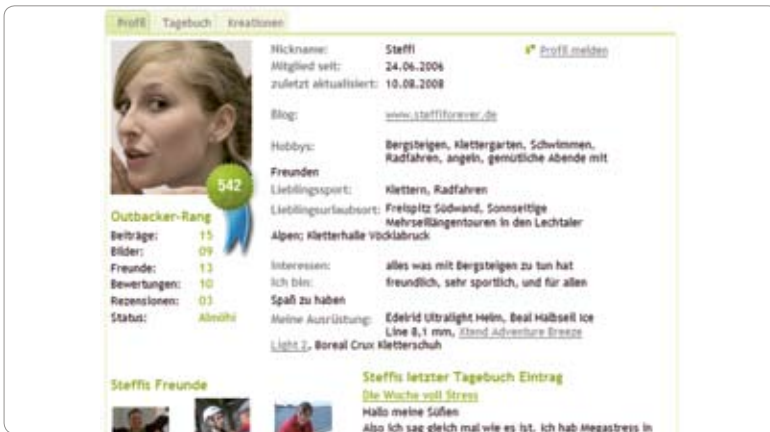 Profil Tagebuch Kreationen
Nickname: Steffi
Profil melden
Mitglied seit: 24.06.2006
zuletzt aktualisiert: 10.08.2008
Blog: www.steffiforever.de
Hobbys: Bergsteigen, Klettergarten, Schwimmen,
Radfahren, angeln, gemütliche Abende mit
Freunden
Lieblingssport: Klettern, Radfahren
Lieblingsurlaubsort: Freispitz Südwand, Sonnseitige
Mehrseillängentouren in den Lechtaler
Alpen; Kletterhalle Vöcklabruck
Interessen: alles was mit Bergsteigen zu tun hat
Ich bin: freundlich, sehr sportlich, und für allen
Spaß zu haben
Meine Ausrüstung: Edelrid Ultralight Helm, Beal Halbseil Ice
Line 8,1 mm, Xtend Adventure Breeze
Light 2, Boreal Crux Kletterschuh
542
Outbacker-Rang
Beiträge: 15
Bilder: 09
Freunde: 13
Bewertungen: 10
Rezensionen: 03
Status: Almöhi
Steffis Freunde
Steffis letzter Tagebuch Eintrag
Die Woche voll Stress
Hallo meine Süßen
Also ich sag gleich mal wie es ist. Ich hab Megastress in